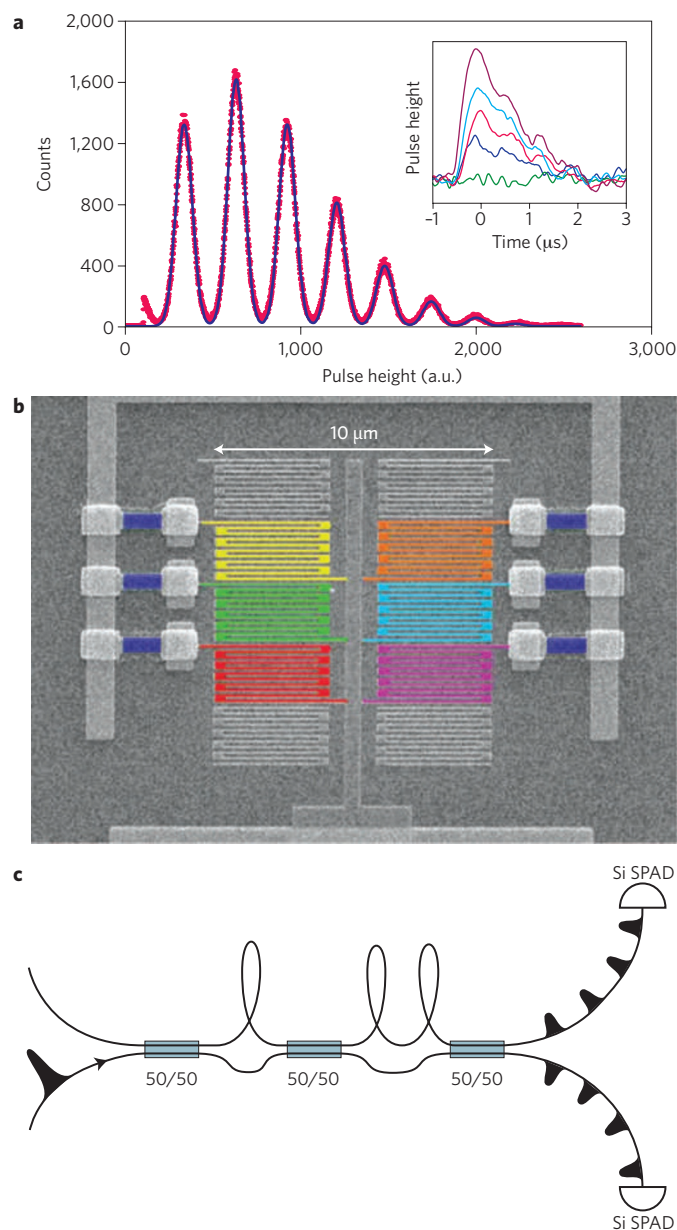 a
2,000
1,600
1,200
800
400
0
Counts
0
1,000
2,000
3,000
Pulse height (a.u.)
Pulse height
–1
0
1
2
3
Time (μs)
b
10 μm
c
Si SPAD
50/50
50/50
50/50
Si SPAD